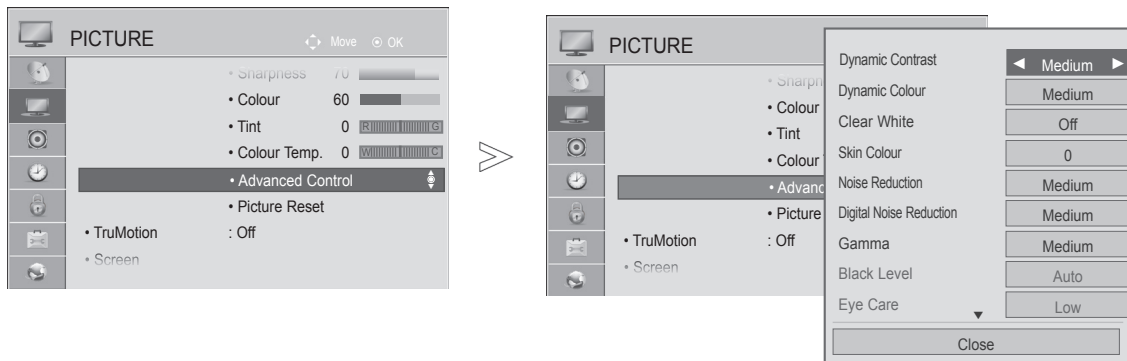 PICTURE
Move OK
• Sharpness 70
• Colour 60
• Tint 0 R G
• Colour Temp. 0 W C
• Advanced Control
• Picture Reset
• TruMotion : Off
• Screen
PICTURE
• Sharpn
• Colour
• Tint
• Colour
• Advanc
• Picture
• TruMotion : Off
• Screen
Dynamic Contrast ◀ Medium ▶
Dynamic Colour Medium
Clear White Off
Skin Colour 0
Noise Reduction Medium
Digital Noise Reduction Medium
Gamma Medium
Black Level Auto
Eye Care Low
Close